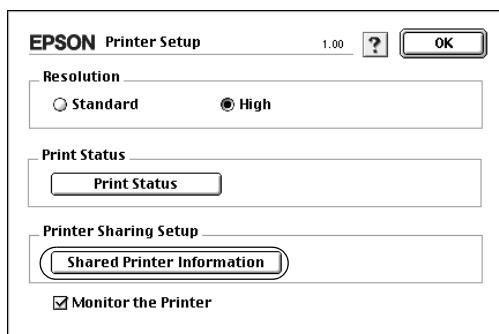 EPSON Printer Setup 1.00 ? OK
Resolution
Standard High
Print Status
Print Status
Printer Sharing Setup
Shared Printer Information
Monitor the Printer